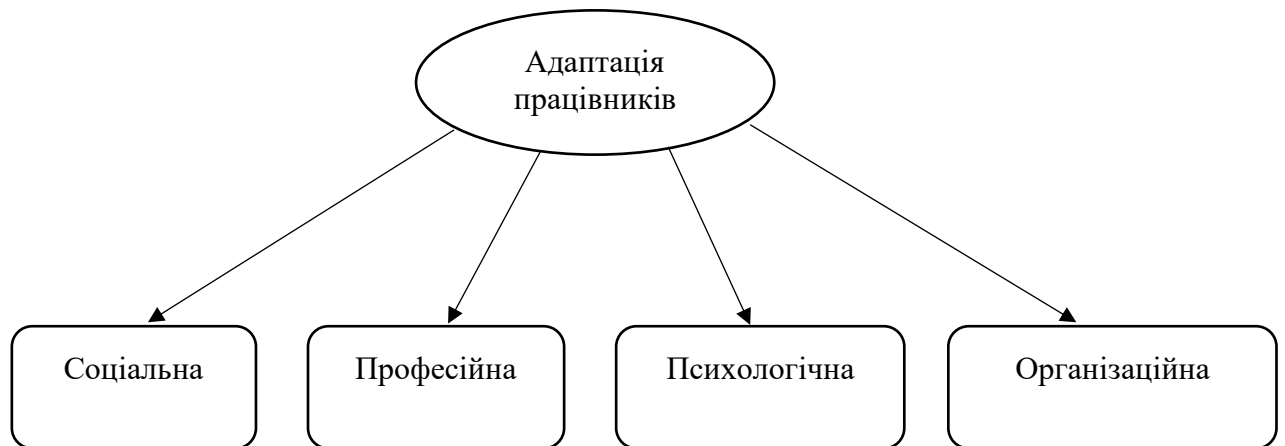 Адаптація
працівників
Соціальна
Професійна
Психологічна
Організаційна